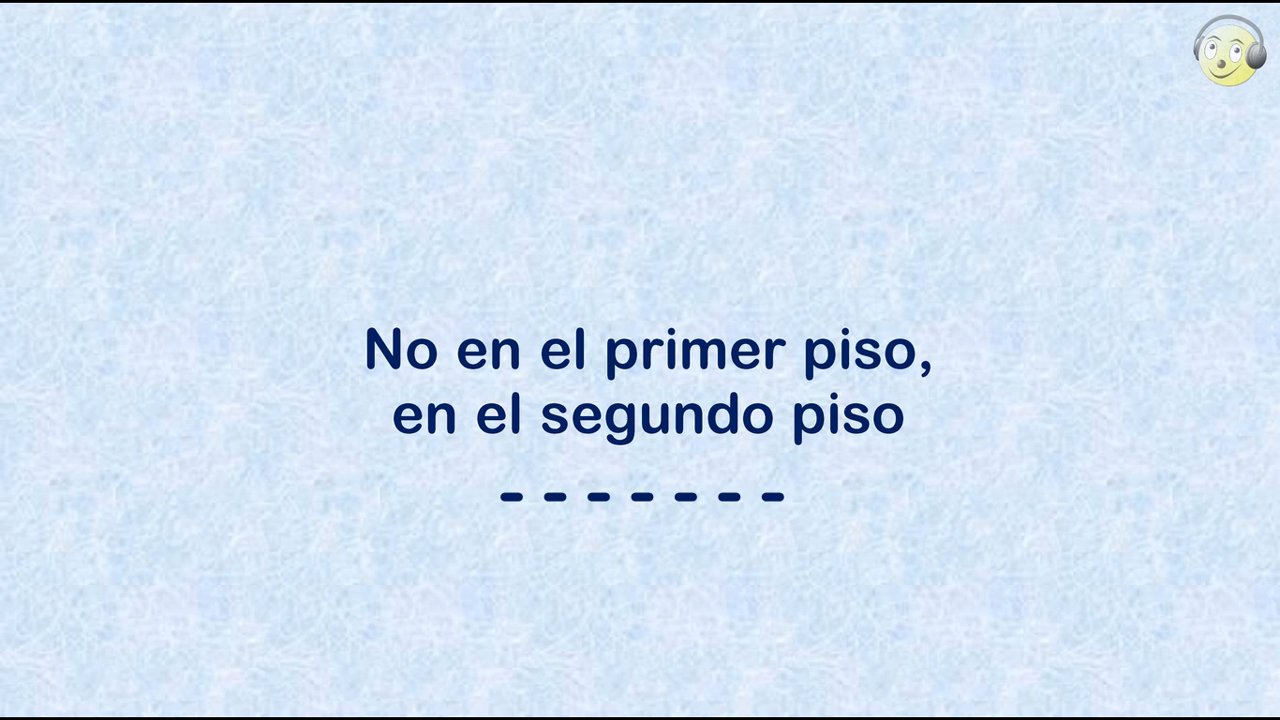 No en el primer piso,
en el segundo piso
- - - - - - -